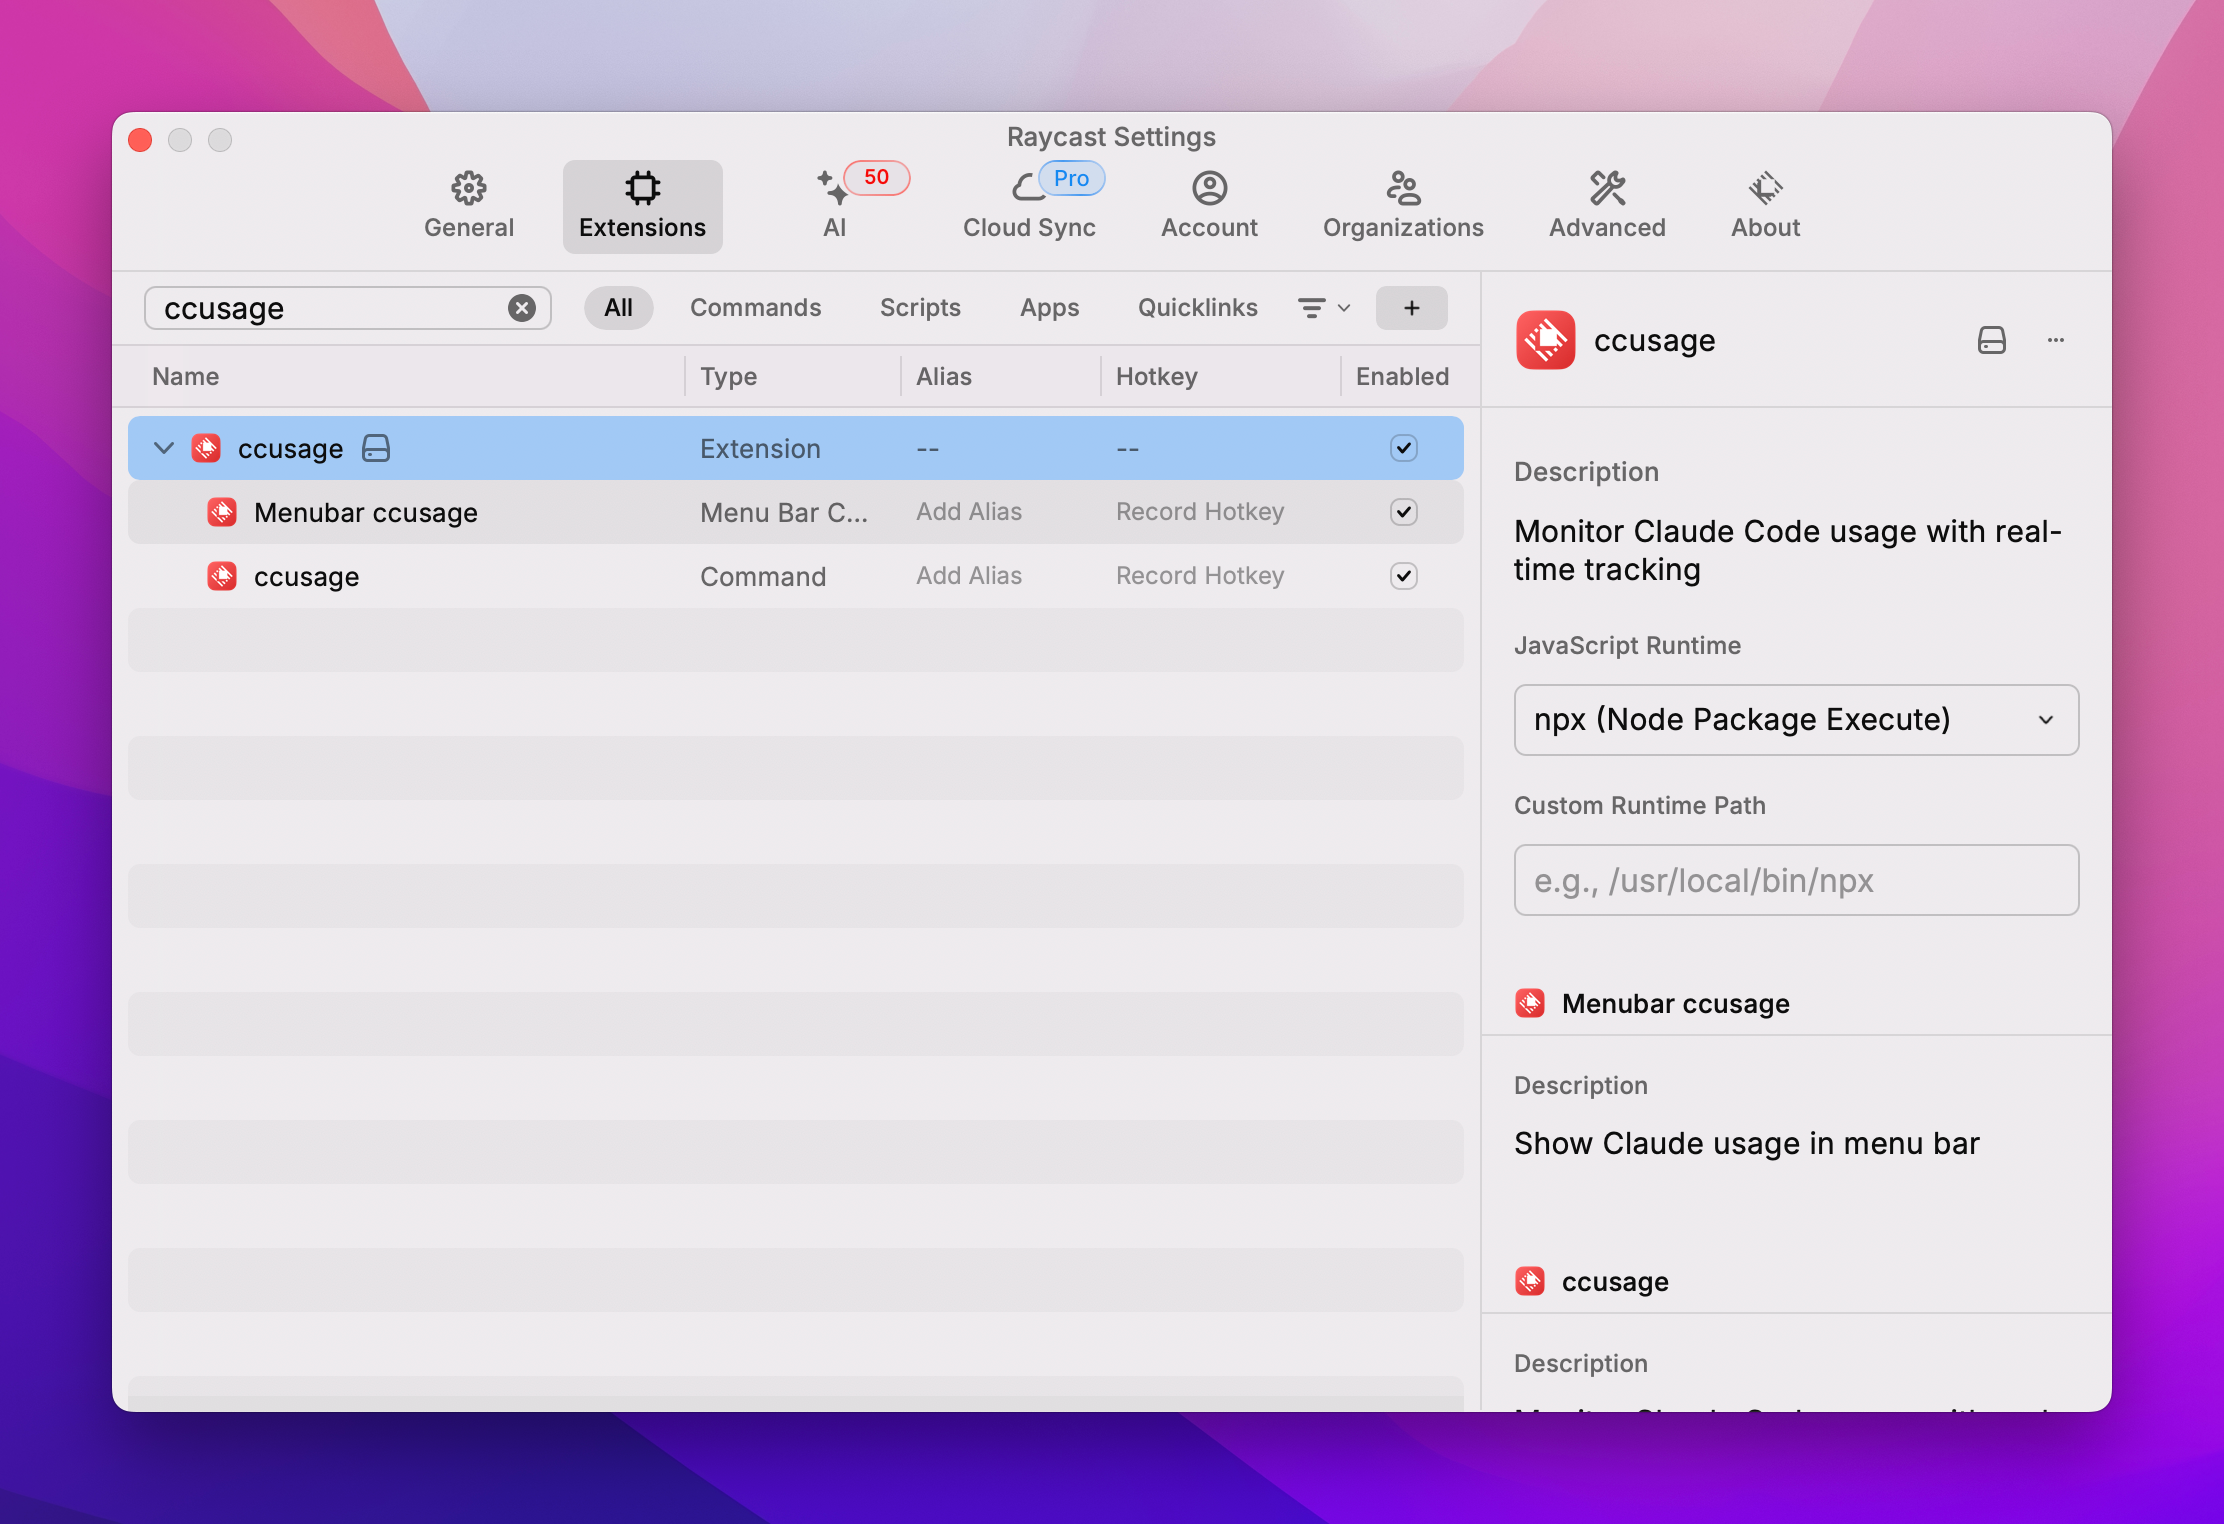 Raycast Settings
General
Extensions
50
AI
Pro
Cloud Sync
Account
Organizations
Advanced
About
ccusage
All
Commands
Scripts
Apps
Quicklinks
+
Name
Type
Alias
Hotkey
Enabled
ccusage
Extension
--
--
Menubar ccusage
Menu Bar C...
Add Alias
Record Hotkey
ccusage
Command
Add Alias
Record Hotkey
ccusage
Description
Monitor Claude Code usage with real-
time tracking
JavaScript Runtime
npx (Node Package Execute)
Custom Runtime Path
e.g., /usr/local/bin/npx
Menubar ccusage
Description
Show Claude usage in menu bar
ccusage
Description